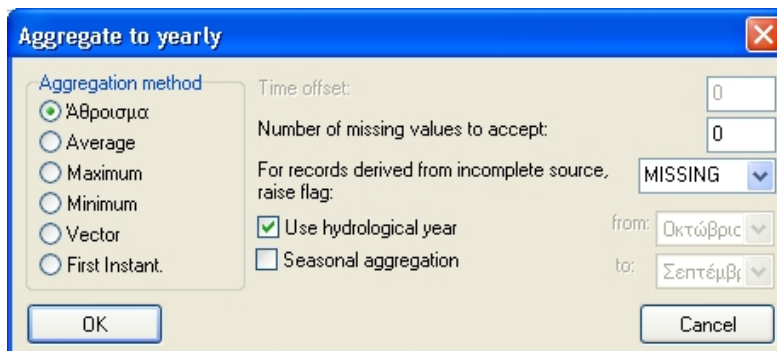 Aggregate to yearly
Aggregation method
Άθροισμα
Average
Maximum
Minimum
Vector
First Instant.
Time offset:
0
Number of missing values to accept:
0
For records derived from incomplete source,
raise flag:
MISSING
Use hydrological year
from:
Οκτώβρις
Seasonal aggregation
to:
Σεπτέμβρ
OK
Cancel